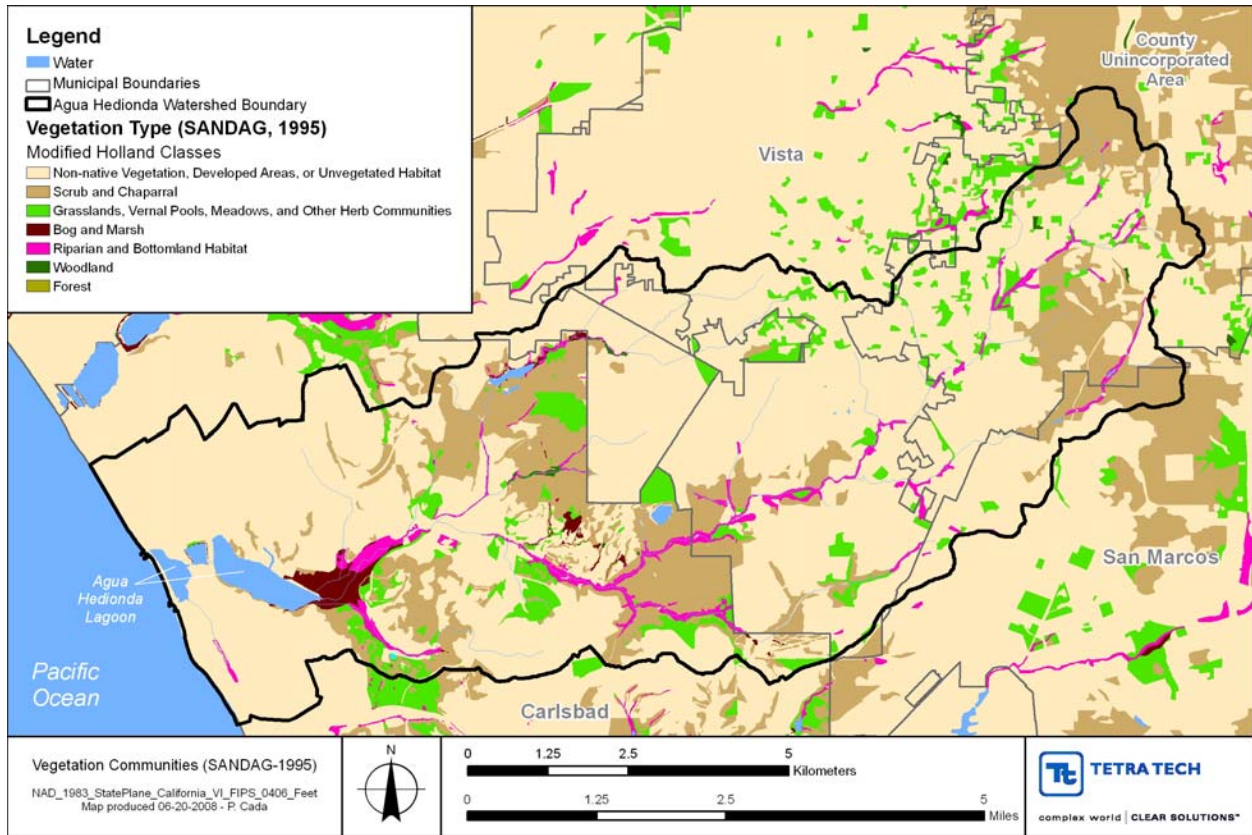 Legend
Water
Municipal Boundaries
Agua Hedionda Watershed Boundary
Vegetation Type (SANDAG, 1995)
Modified Holland Classes
Non-native Vegetation, Developed Areas, or Unvegetated Habitat
Scrub and Chaparral
Grasslands, Vernal Pools, Meadows, and Other Herb Communities
Bog and Marsh
Riparian and Bottomland Habitat
Woodland
Forest
County
Unincorporated
Area
Vista
San Marcos
Agua
Hedionda
Lagoon
Pacific
Ocean
Carlsbad
Vegetation Communities (SANDAG-1995)
NAD_1983_StatePlane_California_VI_FIPS_0406_Feet
Map produced 06-20-2008 - P. Cada
N
0 1.25 2.5 5
Kilometers
0 1.25 2.5 5
Miles
Tt TETRA TECH
complex world | CLEAR SOLUTIONS™